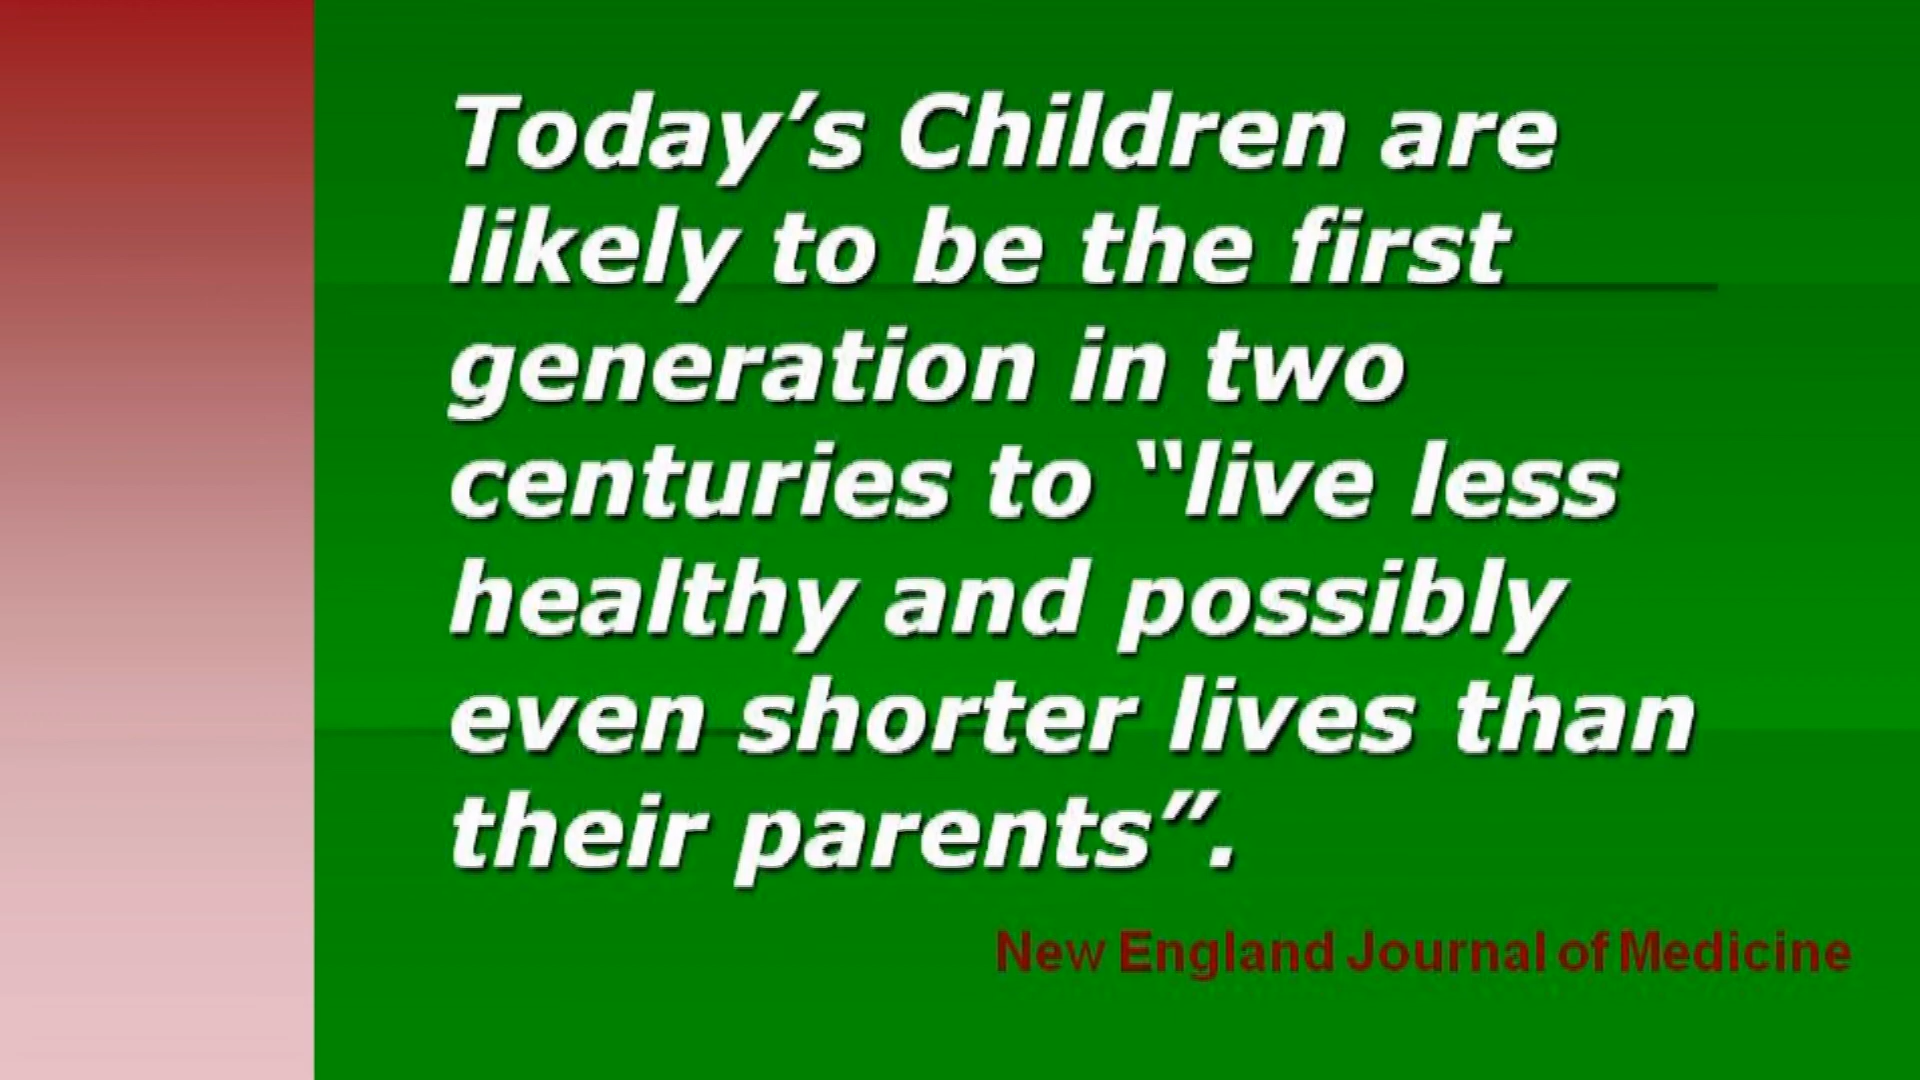 Today’s Children are
likely to be the first
generation in two
centuries to “live less
healthy and possibly
even shorter lives than
their parents”.
New England Journal of Medicine